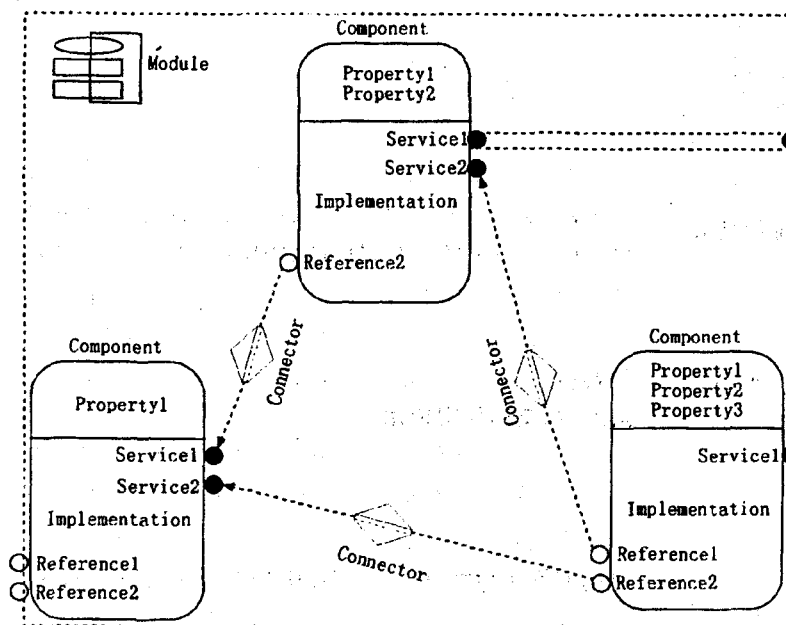 Module
Component
Property1
Property2
Service1
Service2
Implementation
Reference2
Connector
Connector
Component
Property1
Service1
Service2
Implementation
Reference1
Reference2
Connector
Component
Property1
Property2
Property3
Service1
Implementation
Reference1
Reference2